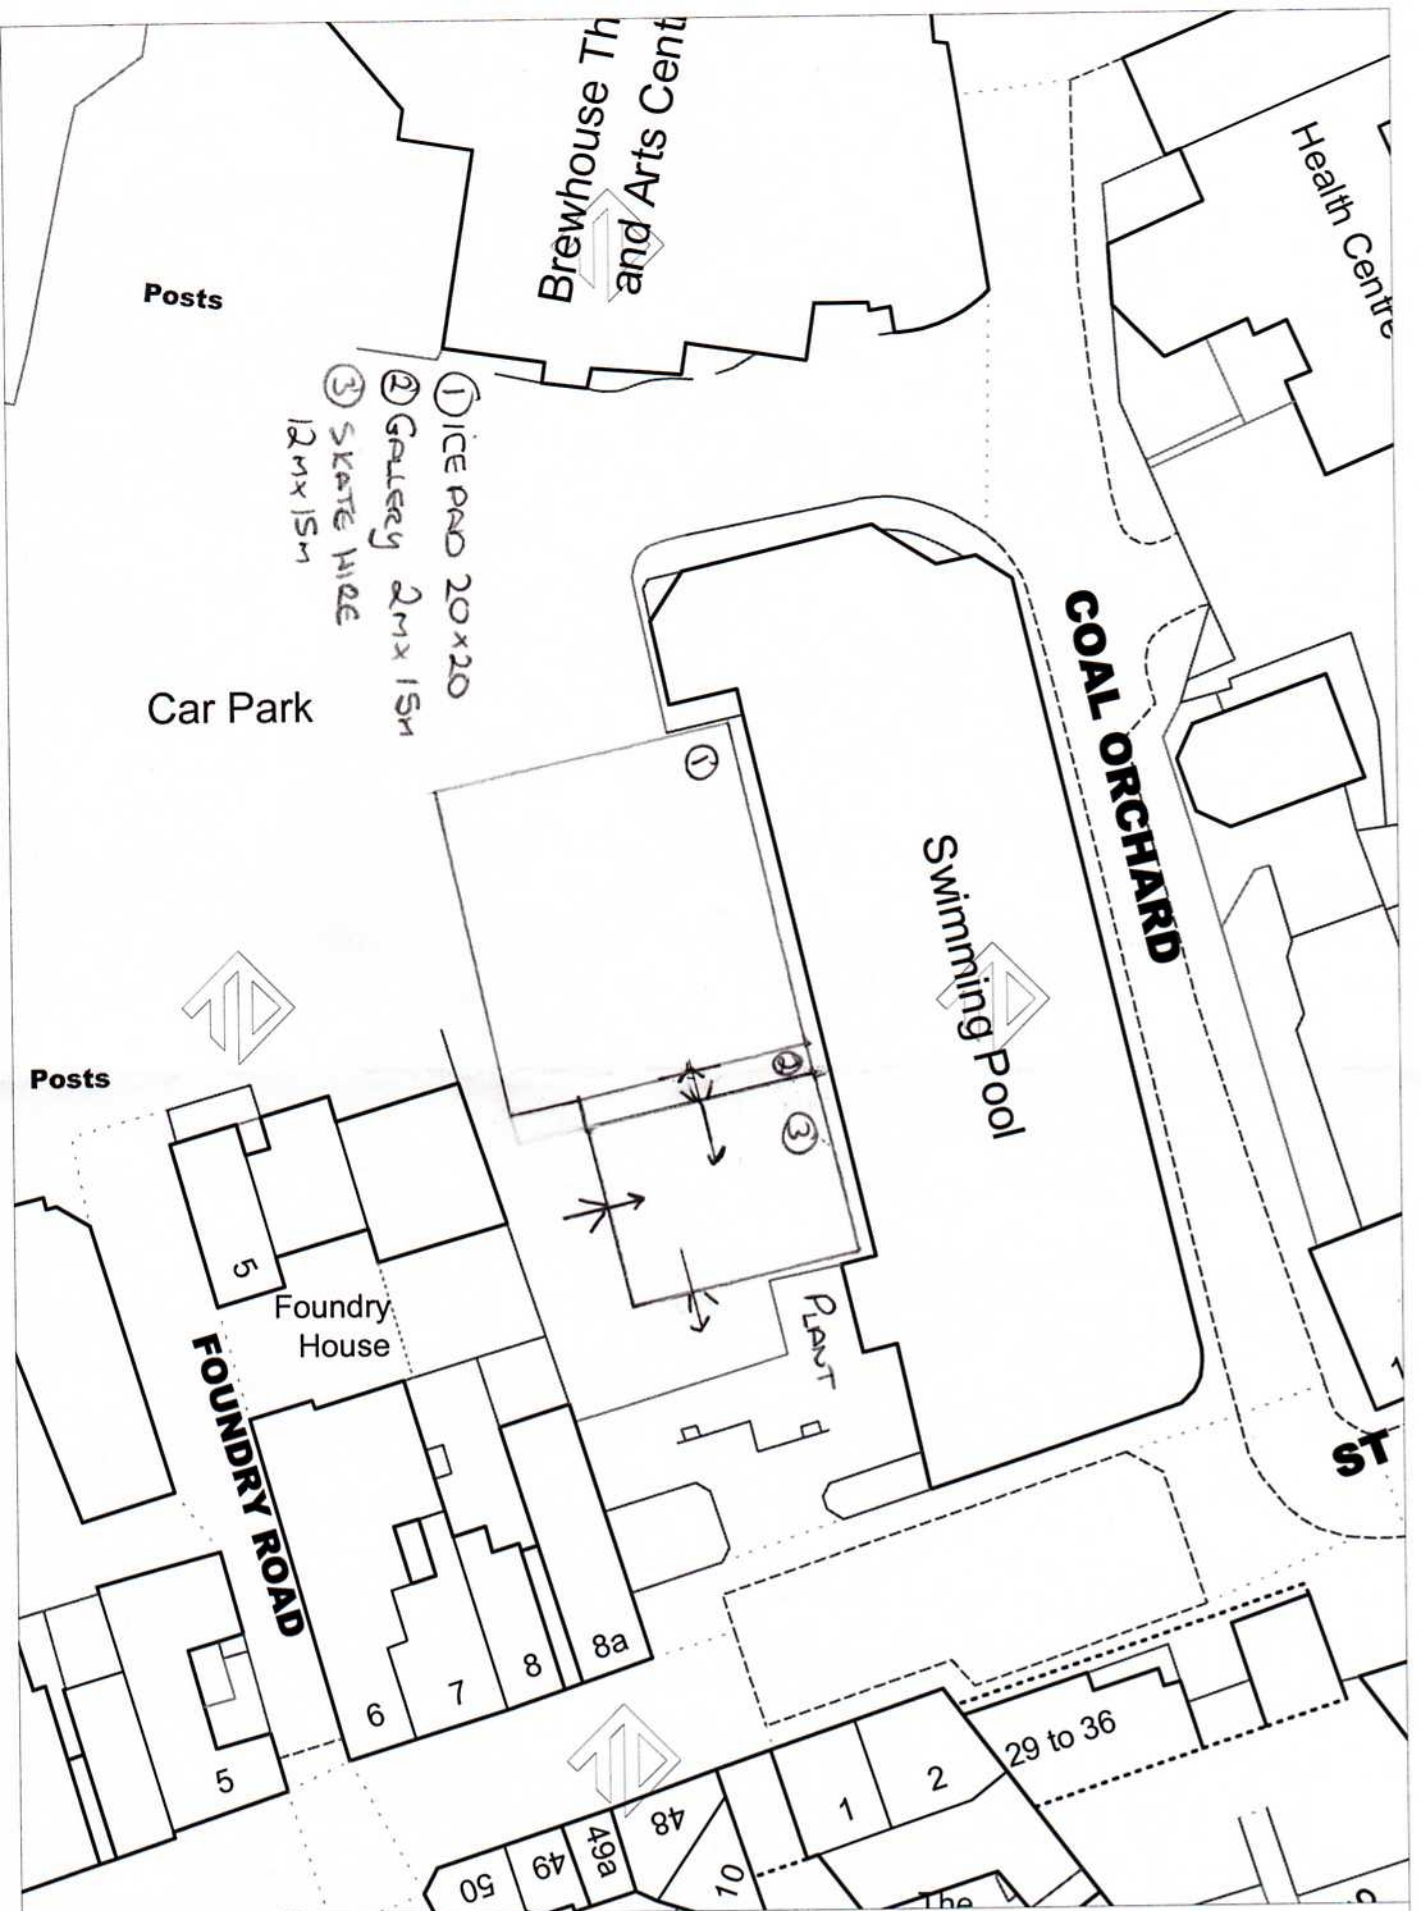 Brewhouse Th
and Arts Cent
Health Centre
Posts
① ICE PAD 20 x 20
② GALLERY 2M x 15M
③ SKATE HIRE
12M x 15M
Car Park
COAL ORCHARD
①
Swimming Pool
②
③
Posts
5
Foundry
House
PLANT
FOUNDRY ROAD
ST
1
6
7
8
8a
5
29 to 36
1
2
48
49a
49
50
10
The